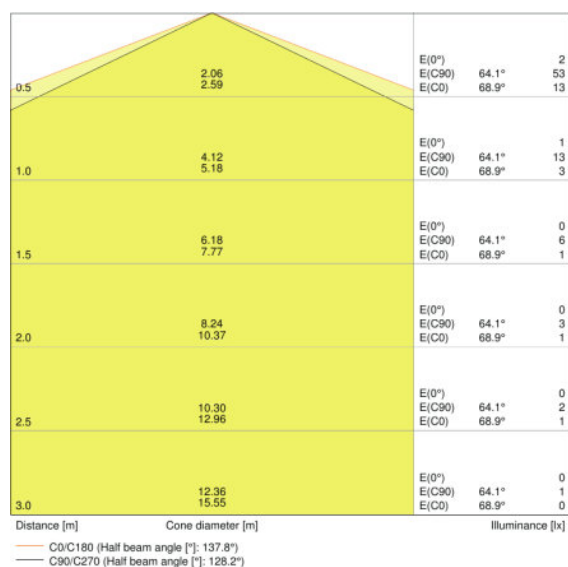 E(0°) 2
2.06 E(C90) 64.1° 53
0.5 2.59 E(C0) 68.9° 13
E(0°) 1
4.12 E(C90) 64.1° 13
1.0 5.18 E(C0) 68.9° 3
E(0°) 0
6.18 E(C90) 64.1° 6
1.5 7.77 E(C0) 68.9° 1
E(0°) 0
8.24 E(C90) 64.1° 3
2.0 10.37 E(C0) 68.9° 1
E(0°) 0
10.30 E(C90) 64.1° 2
2.5 12.96 E(C0) 68.9° 1
E(0°) 0
12.36 E(C90) 64.1° 1
3.0 15.55 E(C0) 68.9° 0
Distance [m] Cone diameter [m] Illuminance [lx]
C0/C180 (Half beam angle [°]: 137.8°)
C90/C270 (Half beam angle [°]: 128.2°)